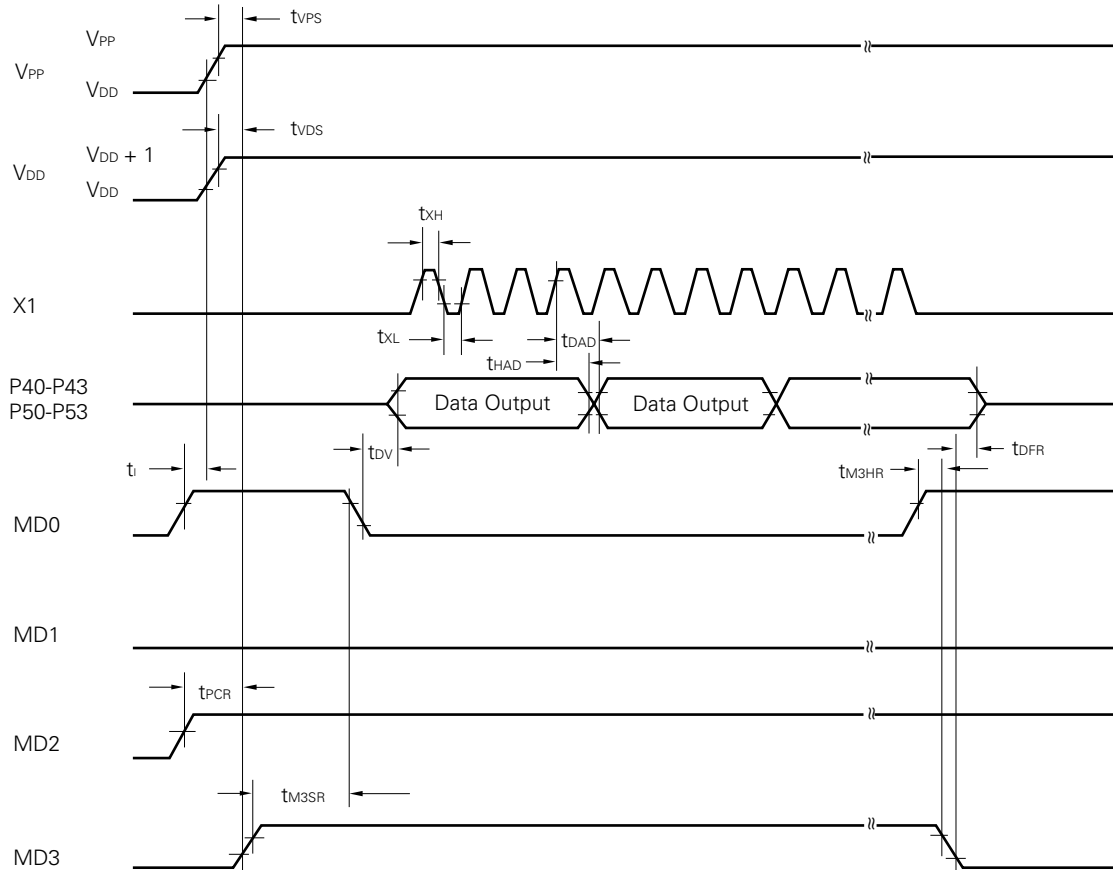 tVPS
VPP
VPP
VDD
tVDS
VDD + 1
VDD
VDD
tXH
X1
tXL
tDAD
tHAD
P40-P43
P50-P53
Data Output
Data Output
tDV
tDFR
tI
tM3HR
MD0
MD1
tPCR
MD2
tM3SR
MD3